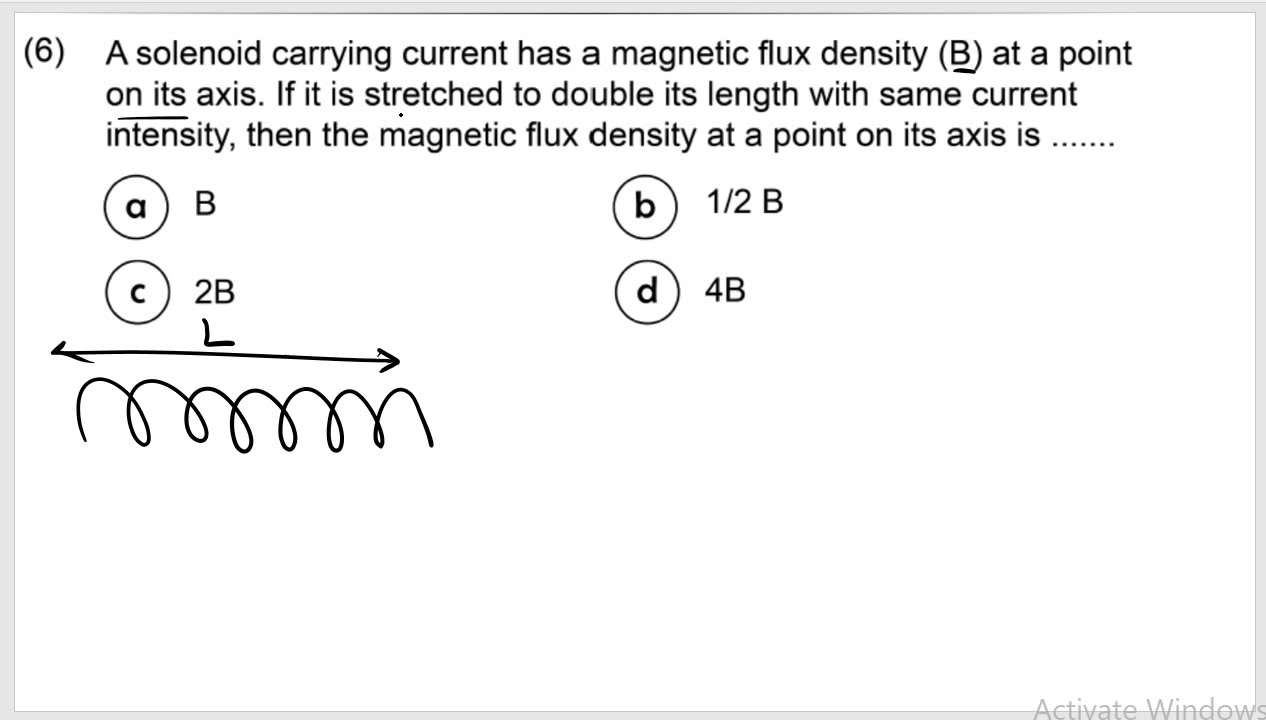 (6) A solenoid carrying current has a magnetic flux density (B) at a point
on its axis. If it is stretched to double its length with same current
intensity, then the magnetic flux density at a point on its axis is .......
a B b 1/2 B
c 2B d 4B
L
Activate Windows